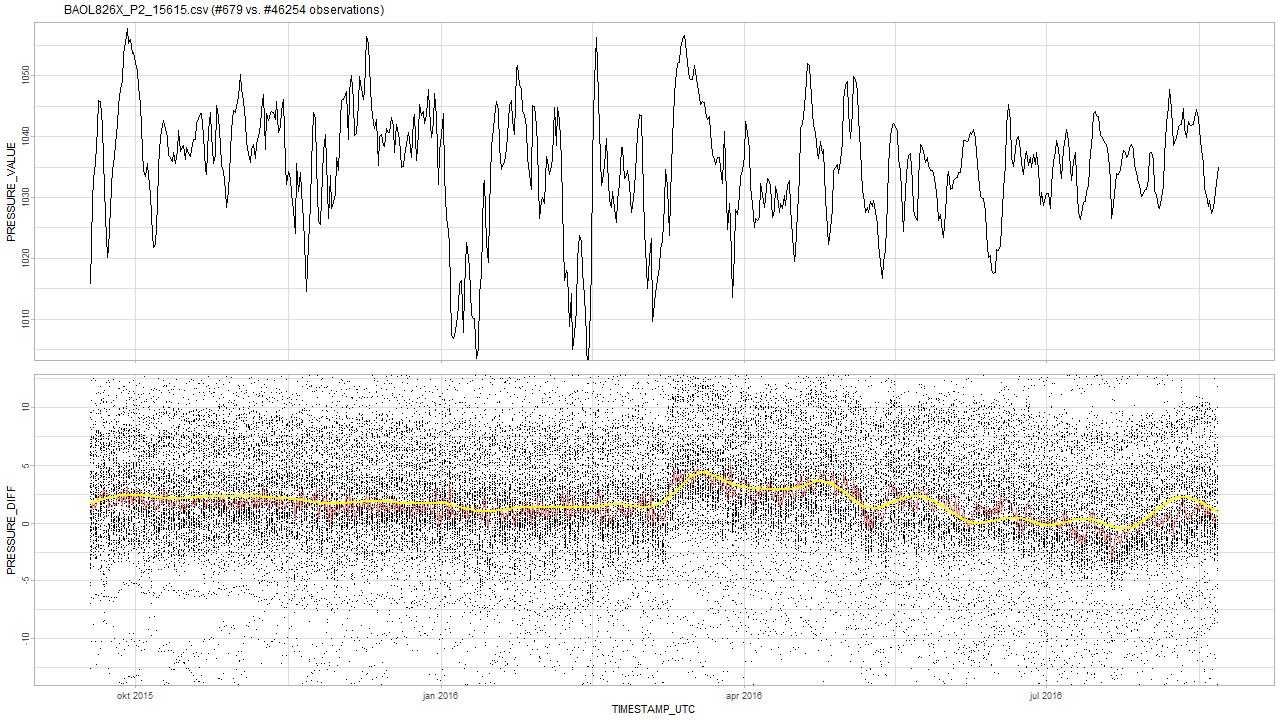 BAOL826X_P2_15615.csv (#679 vs. #46254 observations)
PRESSURE_VALUE
1050
1040
1030
1020
1010
PRESSURE_DIFF
10
5
0
-5
-10
okt 2015
jan 2016
apr 2016
jul 2016
TIMESTAMP_UTC